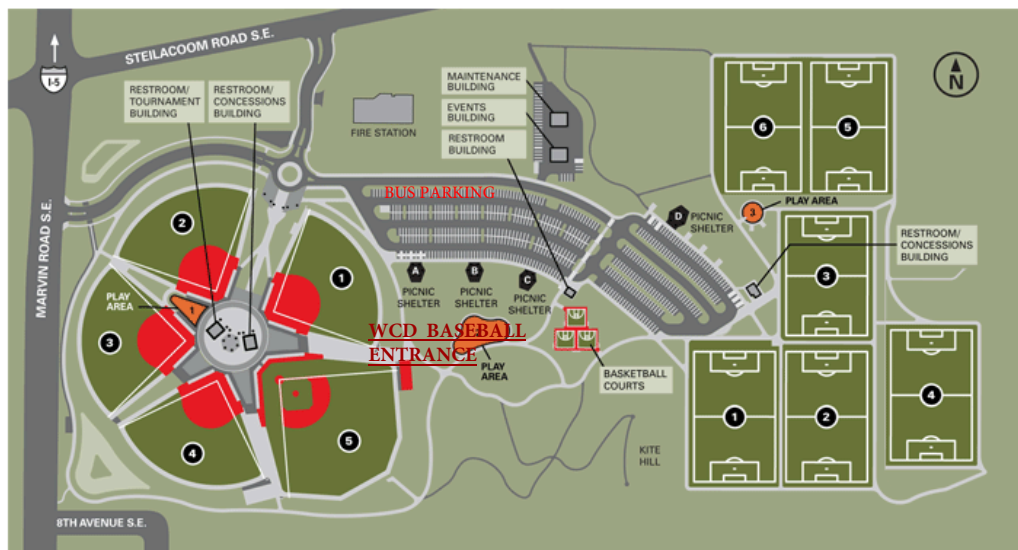 STEILACOOM ROAD S.E.
I-5
RESTROOM/
TOURNAMENT
BUILDING
RESTROOM/
CONCESSIONS
BUILDING
FIRE STATION
MAINTENANCE
BUILDING
EVENTS
BUILDING
RESTROOM
BUILDING
N
6
5
3
PLAY AREA
BUS PARKING
D
PICNIC
SHELTER
RESTROOM/
CONCESSIONS
BUILDING
MARVIN ROAD S.E.
2
1
3
4
5
PLAY
AREA
1
A
PICNIC
SHELTER
B
PICNIC
SHELTER
C
PICNIC
SHELTER
WCD BASEBALL
ENTRANCE
PLAY
AREA
BASKETBALL
COURTS
3
1
2
4
KITE
HILL
8TH AVENUE S.E.